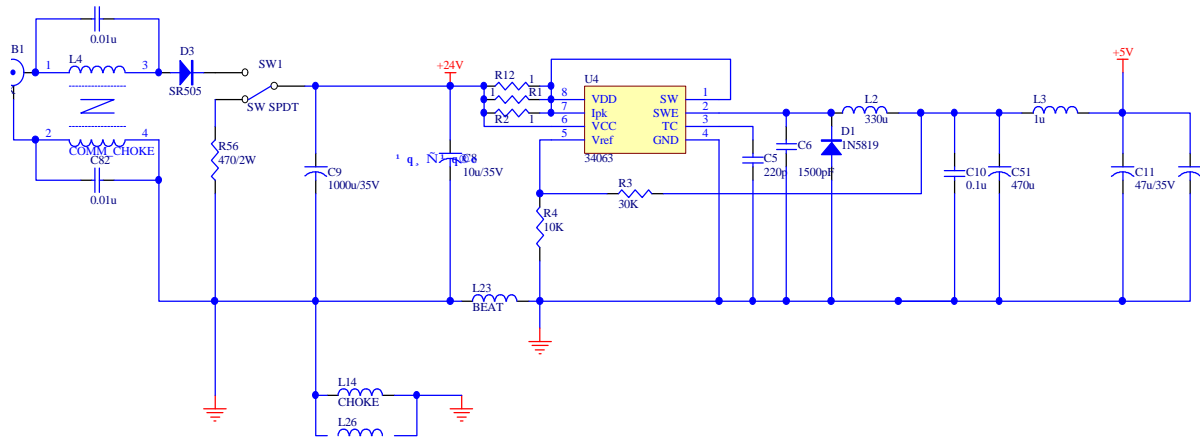 0.01u
B1
L4
1 3
D3
SR505
SW1
SW SPDT
2 4
COMM_CHOKE
C82
0.01u
R56
470/2W
C9
1000u/35V
+24V
C8
10u/35V
R12 1
1 R1
R2 1
U4
8 VDD SW 1
7 Ipk SWE 2
6 VCC TC 3
5 Vref GND 4
34063
R3
30K
R4
10K
L23
BEAT
L14
CHOKE
L26
C5
220p
C6
1500pF
D1
1N5819
L2
330u
C10
0.1u
C51
470u
L3
1u
+5V
C11
47u/35V